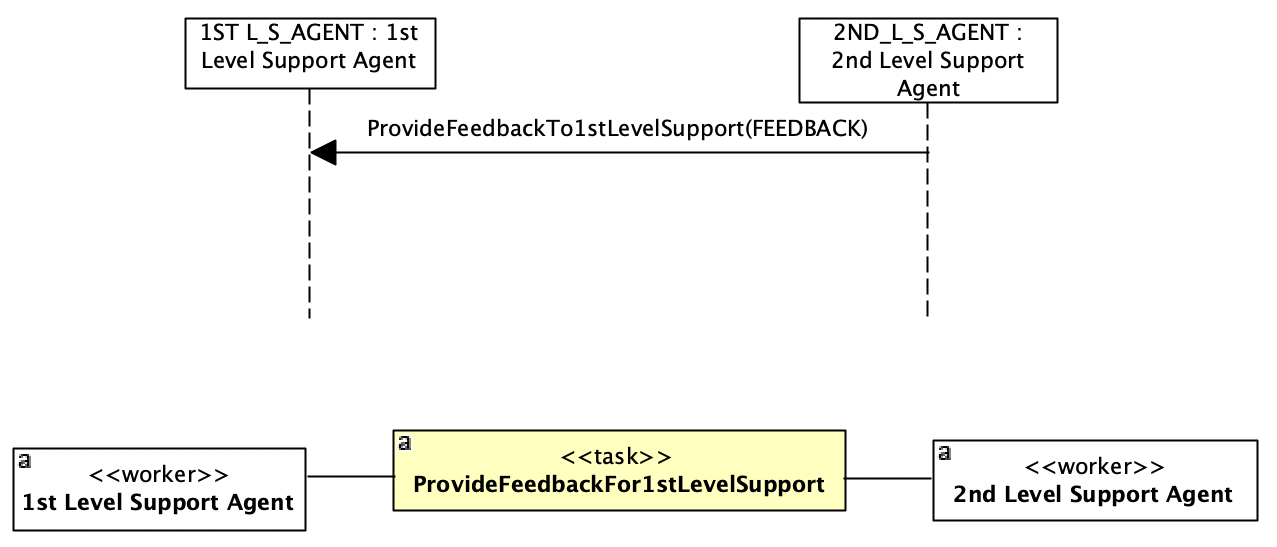 1ST L_S_AGENT : 1st
Level Support Agent
2ND_L_S_AGENT :
2nd Level Support
Agent
ProvideFeedbackTo1stLevelSupport(FEEDBACK)
a
<<worker>>
1st Level Support Agent
a
<<task>>
ProvideFeedbackFor1stLevelSupport
a
<<worker>>
2nd Level Support Agent